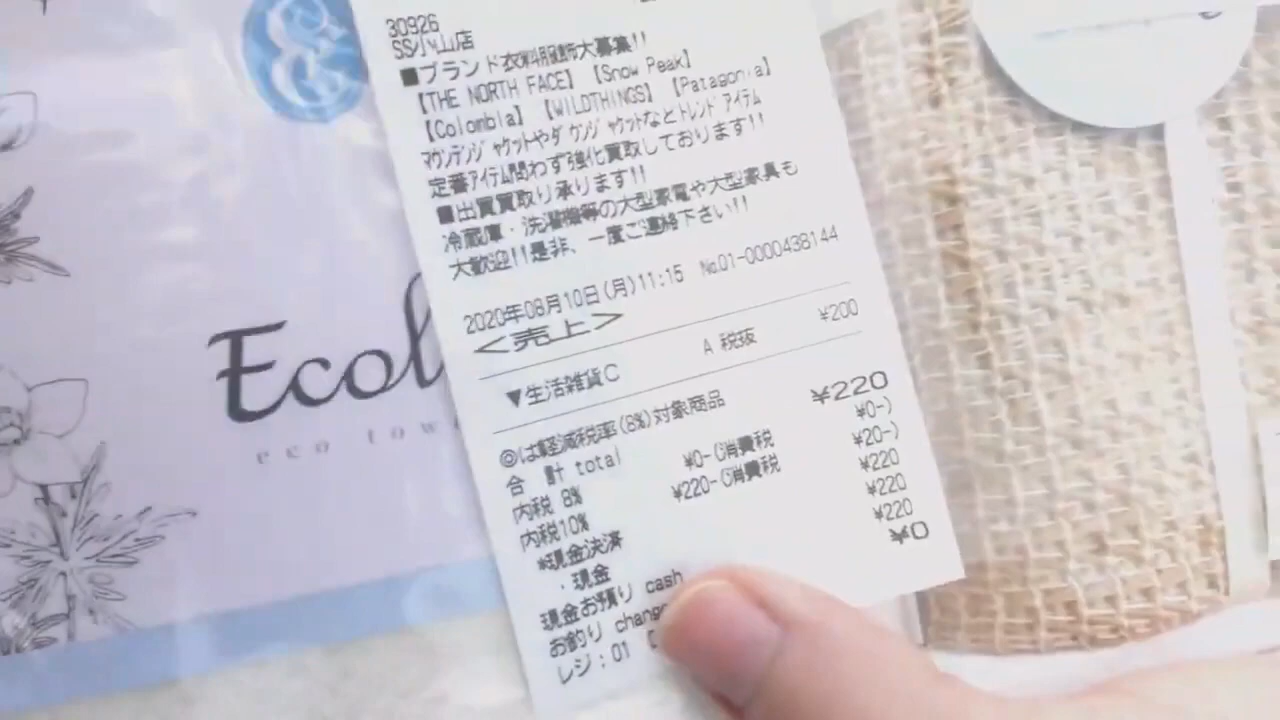 30926
SS小山店
■ブランド衣料服飾大募集!!
【THE NORTH FACE】【Snow Peak】
【Colombia】【WILDTHINGS】【Patagonia】
マウンテンジャケットやダウンジャケットなどトレンドアイテム
定番アイテム問わず強化買取しております!!
■出買買取り承ります!!
冷蔵庫・洗濯機等の大型家電や大型家具も
大歓迎!!是非、一度ご連絡下さい!!
2020年08月10日(月)11:15 No.01-0000438144
<売上>
▼生活雑貨C A 税抜 ¥200
◎は軽減税率(8%)対象商品
合 計 total ¥220
内税 8% ¥0-(消費税 ¥0-)
内税10% ¥220-(消費税 ¥20-)
*現金決済 ¥220
・現金 ¥220
現金お預り cash ¥220
お釣り change ¥0
レジ:01
Ecol
eco tow